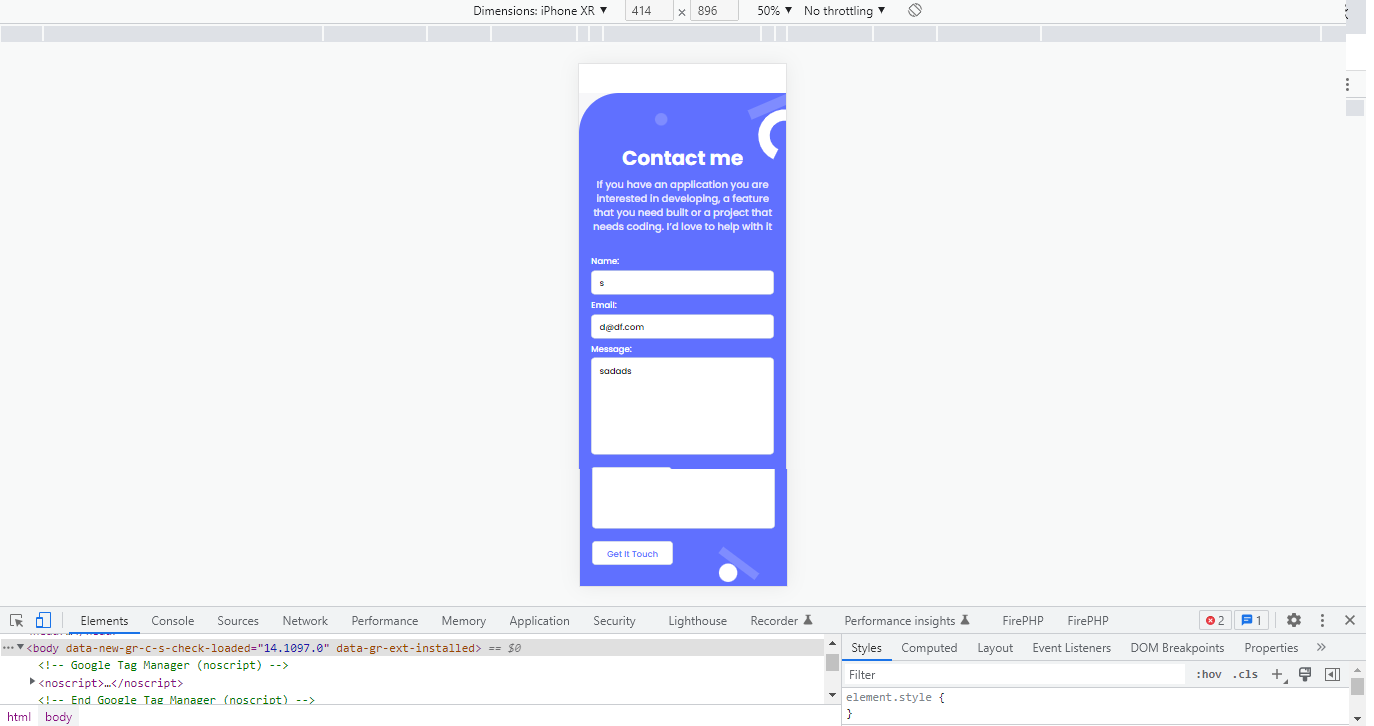 Dimensions: iPhone XR ▼ 414 × 896 50% ▼ No throttling ▼
Contact me
If you have an application you are
interested in developing, a feature
that you need built or a project that
needs coding. I'd love to help with it
Name:
s
Email:
d@df.com
Message:
sadads
Get It Touch
Elements Console Sources Network Performance Memory Application Security Lighthouse Recorder Performance insights FirePHP FirePHP 2 1
<body data-new-gr-c-s-check-loaded="14.1097.0" data-gr-ext-installed> == $0
<!-- Google Tag Manager (noscript) -->
<noscript>…</noscript>
<!-- End Google Tag Manager (noscript) -->
html body
Styles Computed Layout Event Listeners DOM Breakpoints Properties »
Filter :hov .cls +
element.style {
}